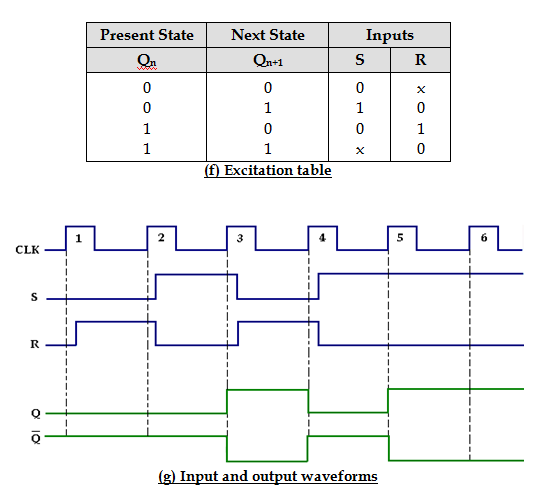 Present State Next State Inputs
Qn Qn+1 S R
0 0 0 x
0 1 1 0
1 0 0 1
1 1 x 0
(f) Excitation table
1 2 3 4 5 6
CLK
S
R
Q
Q̅
(g) Input and output waveforms